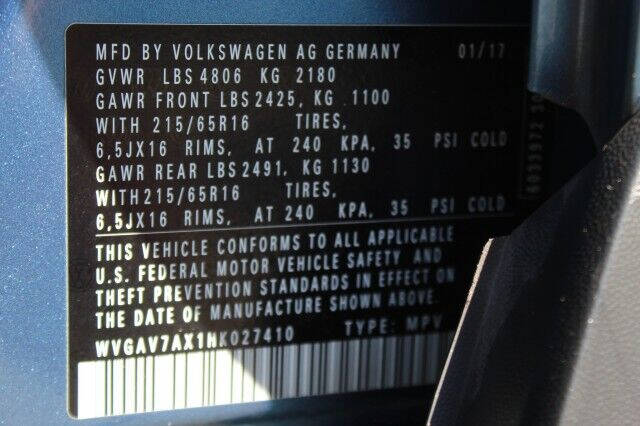 MFD BY VOLKSWAGEN AG GERMANY 01/17
GVWR LBS 4806 KG 2180
GAWR FRONT LBS 2425, KG 1100
WITH 215/65R16 TIRES,
6,5JX16 RIMS, AT 240 KPA, 35 PSI COLD
GAWR REAR LBS 2491, KG 1130
WITH 215/65R16 TIRES,
6,5JX16 RIMS, AT 240 KPA, 35 PSI COLD
THIS VEHICLE CONFORMS TO ALL APPLICABLE
U.S. FEDERAL MOTOR VEHICLE SAFETY AND
THEFT PREVENTION STANDARDS IN EFFECT ON
THE DATE OF MANUFACTURE SHOWN ABOVE.
WVGAV7AX1HK027410 TYPE: MPV